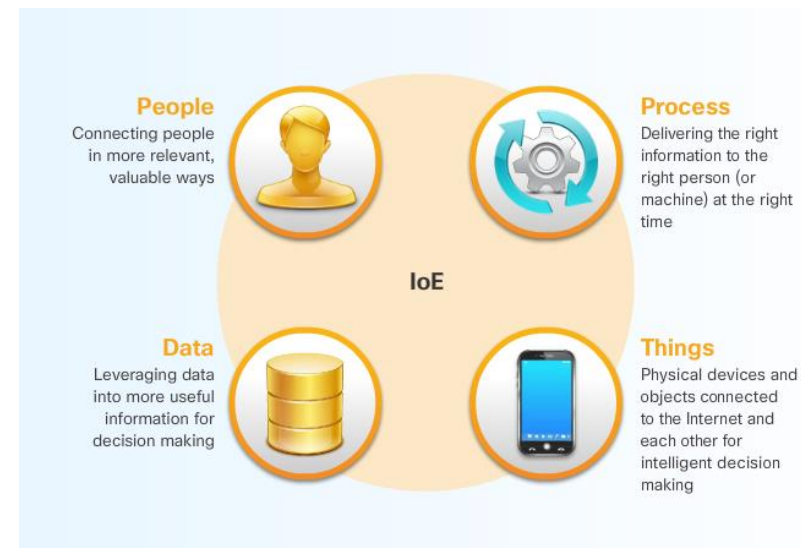 People
Connecting people
in more relevant,
valuable ways
Process
Delivering the right
information to the
right person (or
machine) at the right
time
IoE
Data
Leveraging data
into more useful
information for
decision making
Things
Physical devices and
objects connected
to the Internet and
each other for
intelligent decision
making